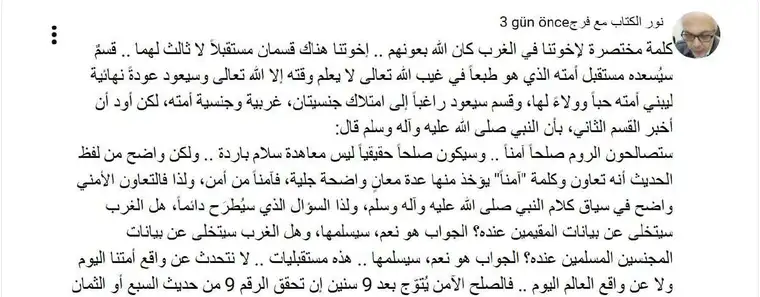 نور الكتاب مع فرج 3 gün önce
كلمة مختصرة لإخوتنا في الغرب كان الله بعونهم .. إخوتنا هناك قسمان مستقبلاً لا ثالث لهما .. قسمٌ
سيُسعده مستقبل أمته الذي هو طبعاً في غيب الله تعالى لا يعلم وقته إلا الله تعالى وسيعود عودةً نهائية
ليبني أمته حباً وولاءً لها، وقسم سيعود راغباً إلى امتلاك جنسيتان، غربية وجنسية أمته، لكن أود أن
أخبر القسم الثاني، بأن النبي صلى الله عليه وآله وسلم قال:
ستصالحون الروم صلحاً آمناً .. وسيكون صلحاً حقيقياً ليس معاهدة سلام باردة .. ولكن واضح من لفظ
الحديث أنه تعاون وكلمة "آمناً" يؤخذ منها عدة معانٍ واضحة جلية، فآمناً من أمن، ولذا فالتعاون الأمني
واضح في سياق كلام النبي صلى الله عليه وآله وسلم، ولذا السؤال الذي سيُطرَح دائماً، هل الغرب
سيتخلى عن بيانات المقيمين عنده؟ الجواب هو نعم، سيسلمها، وهل الغرب سيتخلى عن بيانات
المجنسين المسلمين عنده؟ الجواب هو نعم، سيسلمها .. هذه مستقبليات .. لا نتحدث عن واقع أمتنا اليوم
ولا عن واقع العالم اليوم .. فالصلح الآمن يُتوّج بعد 9 سنين إن تحقق الرقم 9 من حديث السبع أو الثمان